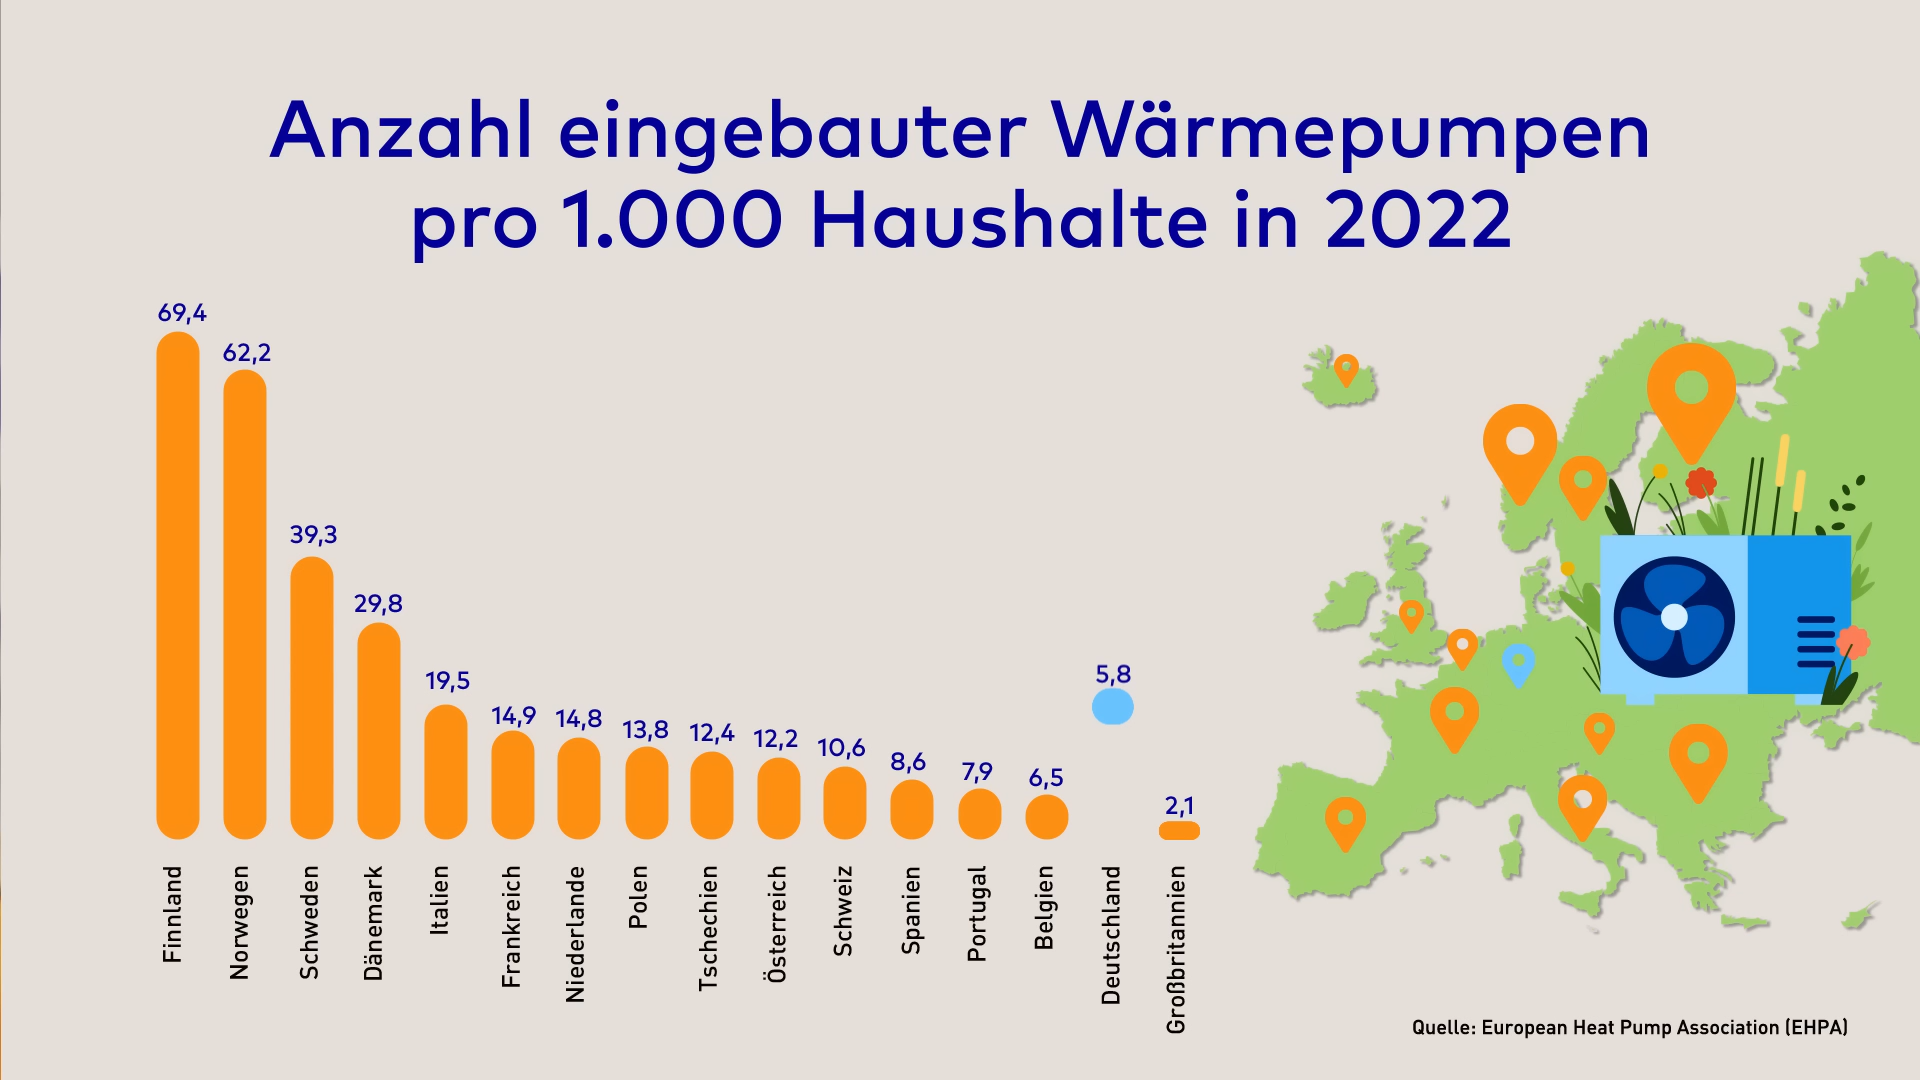 Anzahl eingebauter Wärmepumpen
pro 1.000 Haushalte in 2022
69,4
62,2
39,3
29,8
19,5
14,9
14,8
13,8
12,4
12,2
10,6
8,6
7,9
6,5
5,8
2,1
Finnland
Norwegen
Schweden
Dänemark
Italien
Frankreich
Niederlande
Polen
Tschechien
Österreich
Schweiz
Spanien
Portugal
Belgien
Deutschland
Großbritannien
Quelle: European Heat Pump Association (EHPA)